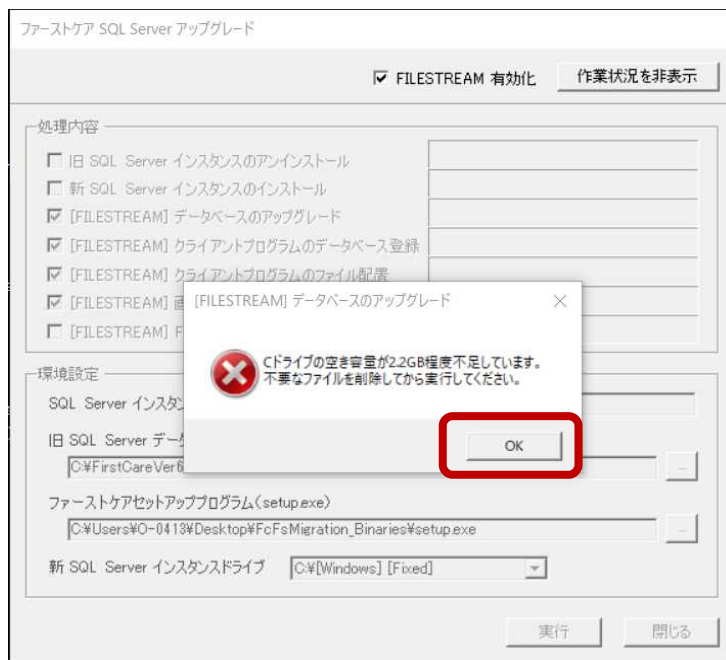 ファーストケア SQL Server アップグレード
FILESTREAM 有効化
作業状況を非表示
処理内容
旧 SQL Server インスタンスのアンインストール
新 SQL Server インスタンスのインストール
[FILESTREAM] データベースのアップグレード
[FILESTREAM] クライアントプログラムのデータベース登録
[FILESTREAM] クライアントプログラムのファイル配置
[FILESTREAM] 画
[FILESTREAM] F
[FILESTREAM] データベースのアップグレード
Cドライブの空き容量が2.2GB程度不足しています。
不要なファイルを削除してから実行してください。
OK
環境設定
SQL Server インスタン
旧 SQL Server データ
C:¥FirstCareVer6
...
ファーストケアセットアッププログラム(setup.exe)
C:¥Users¥O-0413¥Desktop¥FcFsMigration_Binaries¥setup.exe
...
新 SQL Server インスタンスドライブ
C:¥[Windows] [Fixed]
実行
閉じる